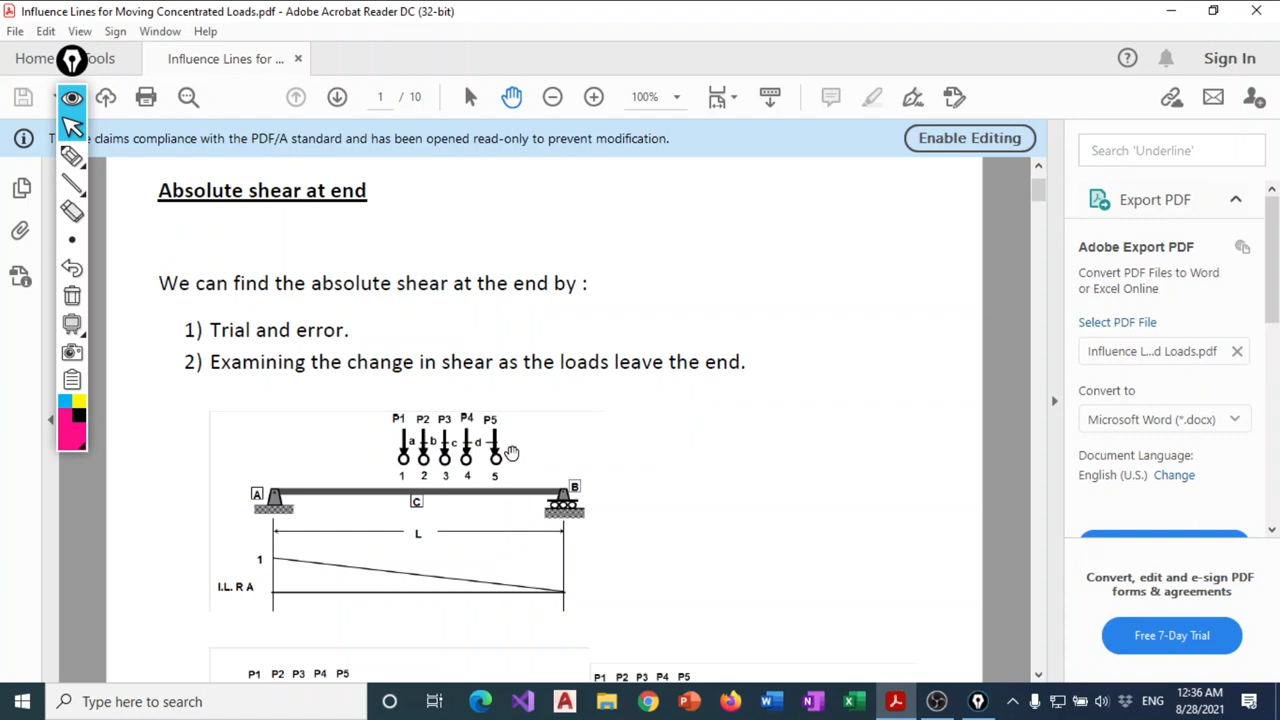 Influence Lines for Moving Concentrated Loads.pdf - Adobe Acrobat Reader DC (32-bit)
File Edit View Sign Window Help
Home Tools Influence Lines for ... Sign In
1 / 10 100%
claims compliance with the PDF/A standard and has been opened read-only to prevent modification. Enable Editing
Absolute shear at end
We can find the absolute shear at the end by :
1) Trial and error.
2) Examining the change in shear as the loads leave the end.
P1 P2 P3 P4 P5
a b c d
1 2 3 4 5
A B
C
L
1
I.L. R A
P1 P2 P3 P4 P5
P1 P2 P3 P4 P5
Search 'Underline'
Export PDF
Adobe Export PDF
Convert PDF Files to Word
or Excel Online
Select PDF File
Influence L...d Loads.pdf
Convert to
Microsoft Word (*.docx)
Document Language:
English (U.S.) Change
Convert, edit and e-sign PDF
forms & agreements
Free 7-Day Trial
Type here to search
ENG
12:36 AM
8/28/2021